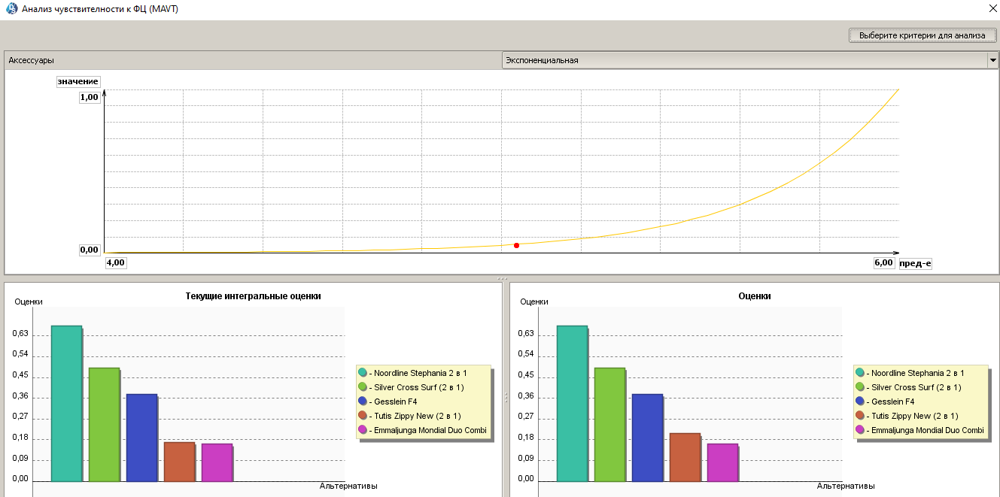 Анализ чувствителности к ФЦ (MAVT)
Выберите критерии для анализа
Аксессуары
Экспоненциальная
значение
1,00
0,00
4,00
6,00
пред-е
Текущие интегральные оценки
Оценки
0,63
0,54
0,45
0,36
0,27
0,18
0,09
0,00
Альтернативы
- Noordline Stephania 2 в 1
- Silver Cross Surf (2 в 1)
- Gesslein F4
- Tutis Zippy New (2 в 1)
- Emmaljunga Mondial Duo Combi
Оценки
Оценки
0,63
0,54
0,45
0,36
0,27
0,18
0,09
0,00
Альтернативы
- Noordline Stephania 2 в 1
- Silver Cross Surf (2 в 1)
- Gesslein F4
- Tutis Zippy New (2 в 1)
- Emmaljunga Mondial Duo Combi